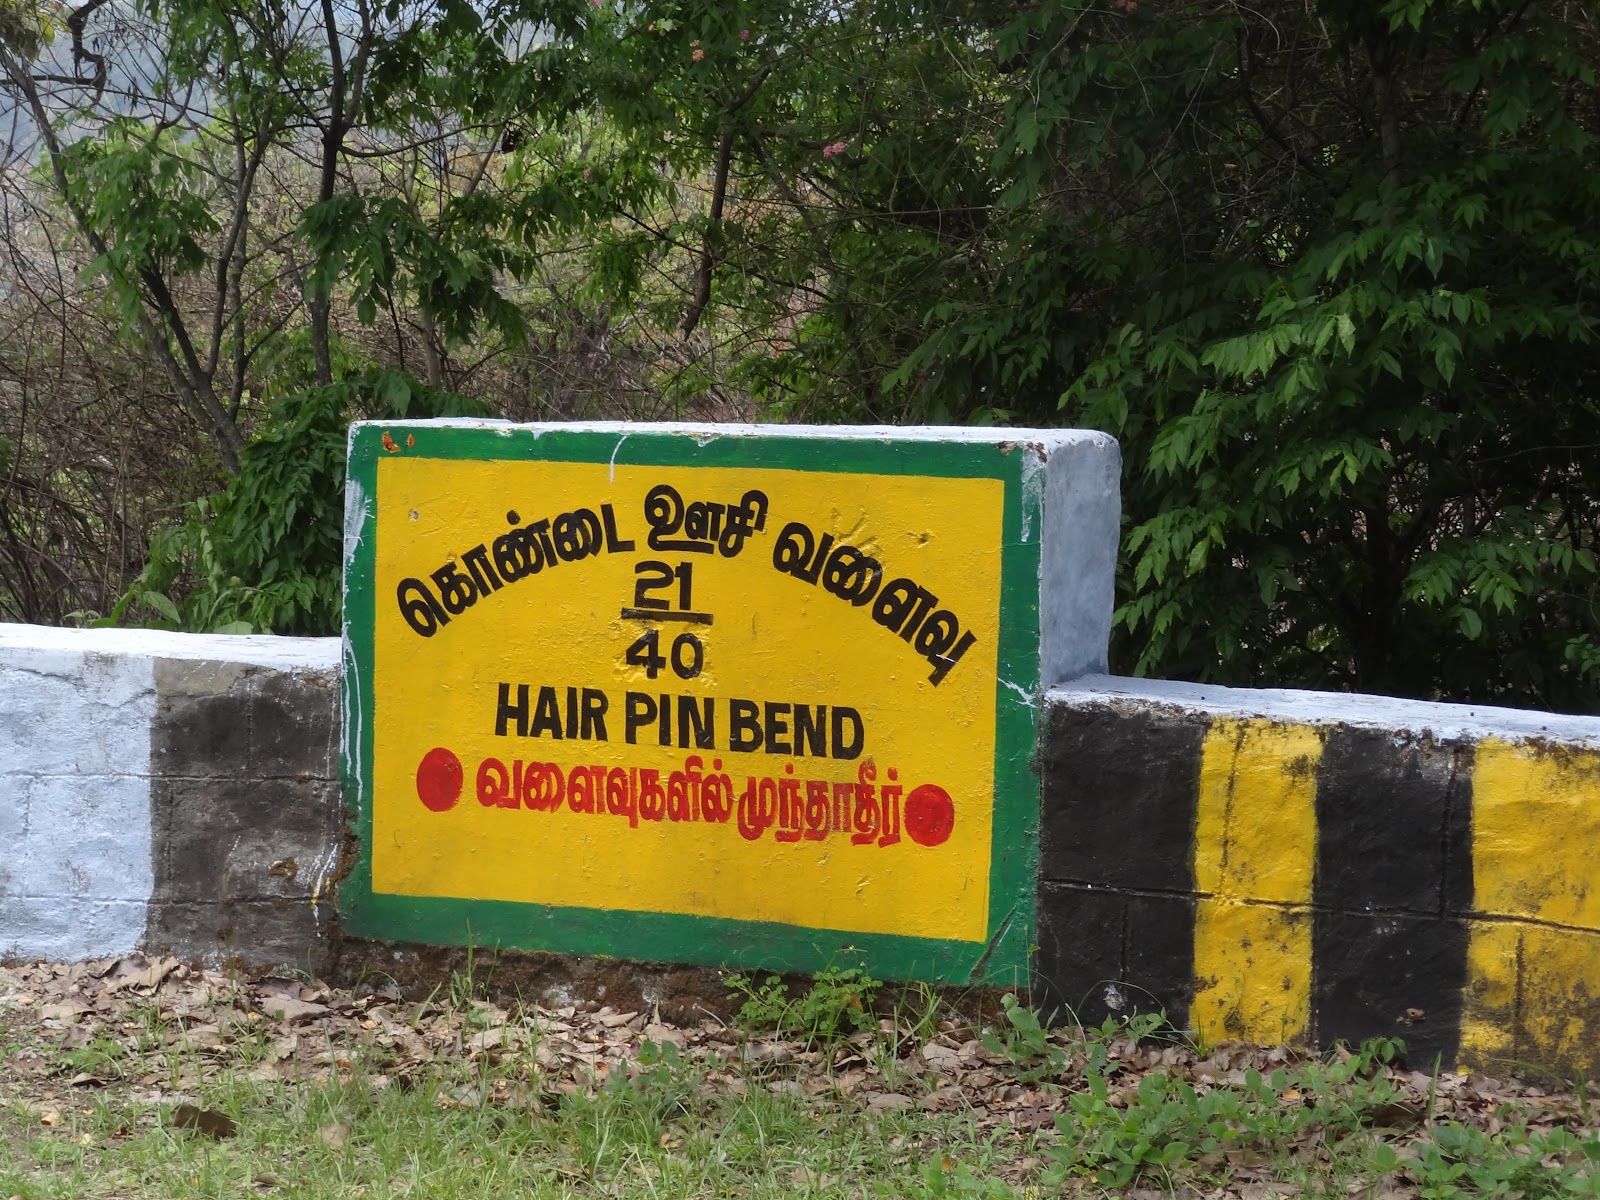 கொண்டை ஊசி வளைவு
21
40
HAIR PIN BEND
வளைவுகளில் முந்தாதீர்